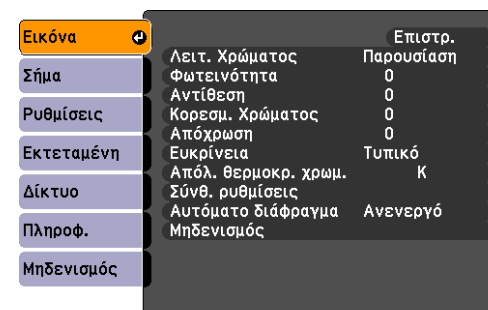 Εικόνα
Σήμα
Ρυθμίσεις
Εκτεταμένη
Δίκτυο
Πληροφ.
Μηδενισμός
Επιστρ.
Λειτ. Χρώματος Παρουσίαση
Φωτεινότητα 0
Αντίθεση 0
Κορεσμ. Χρώματος 0
Απόχρωση 0
Ευκρίνεια Τυπικό
Απόλ. θερμοκρ. χρωμ. K
Σύνθ. ρυθμίσεις
Αυτόματο διάφραγμα Ανενεργό
Μηδενισμός